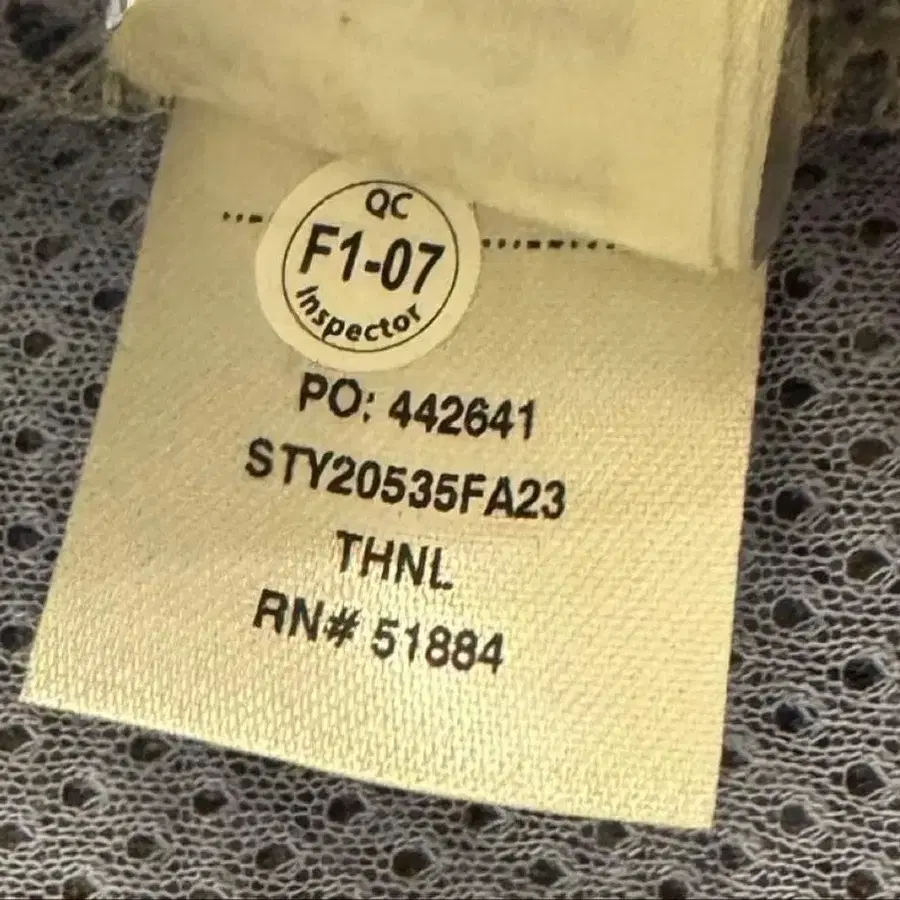 QC
F1-07
Inspector
PO: 442641
STY20535FA23
THNL
RN# 51884